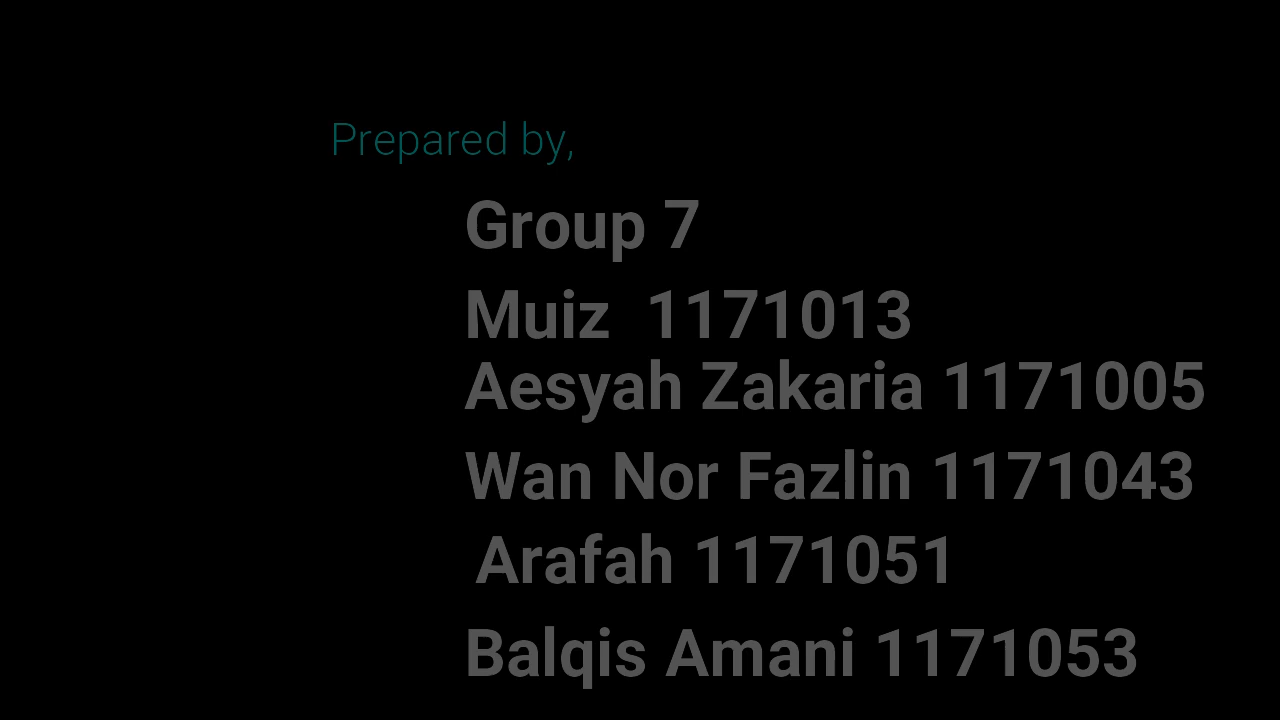 Prepared by,
Group 7
Muiz  1171013
Aesyah Zakaria 1171005
Wan Nor Fazlin 1171043
Arafah 1171051
Balqis Amani 1171053